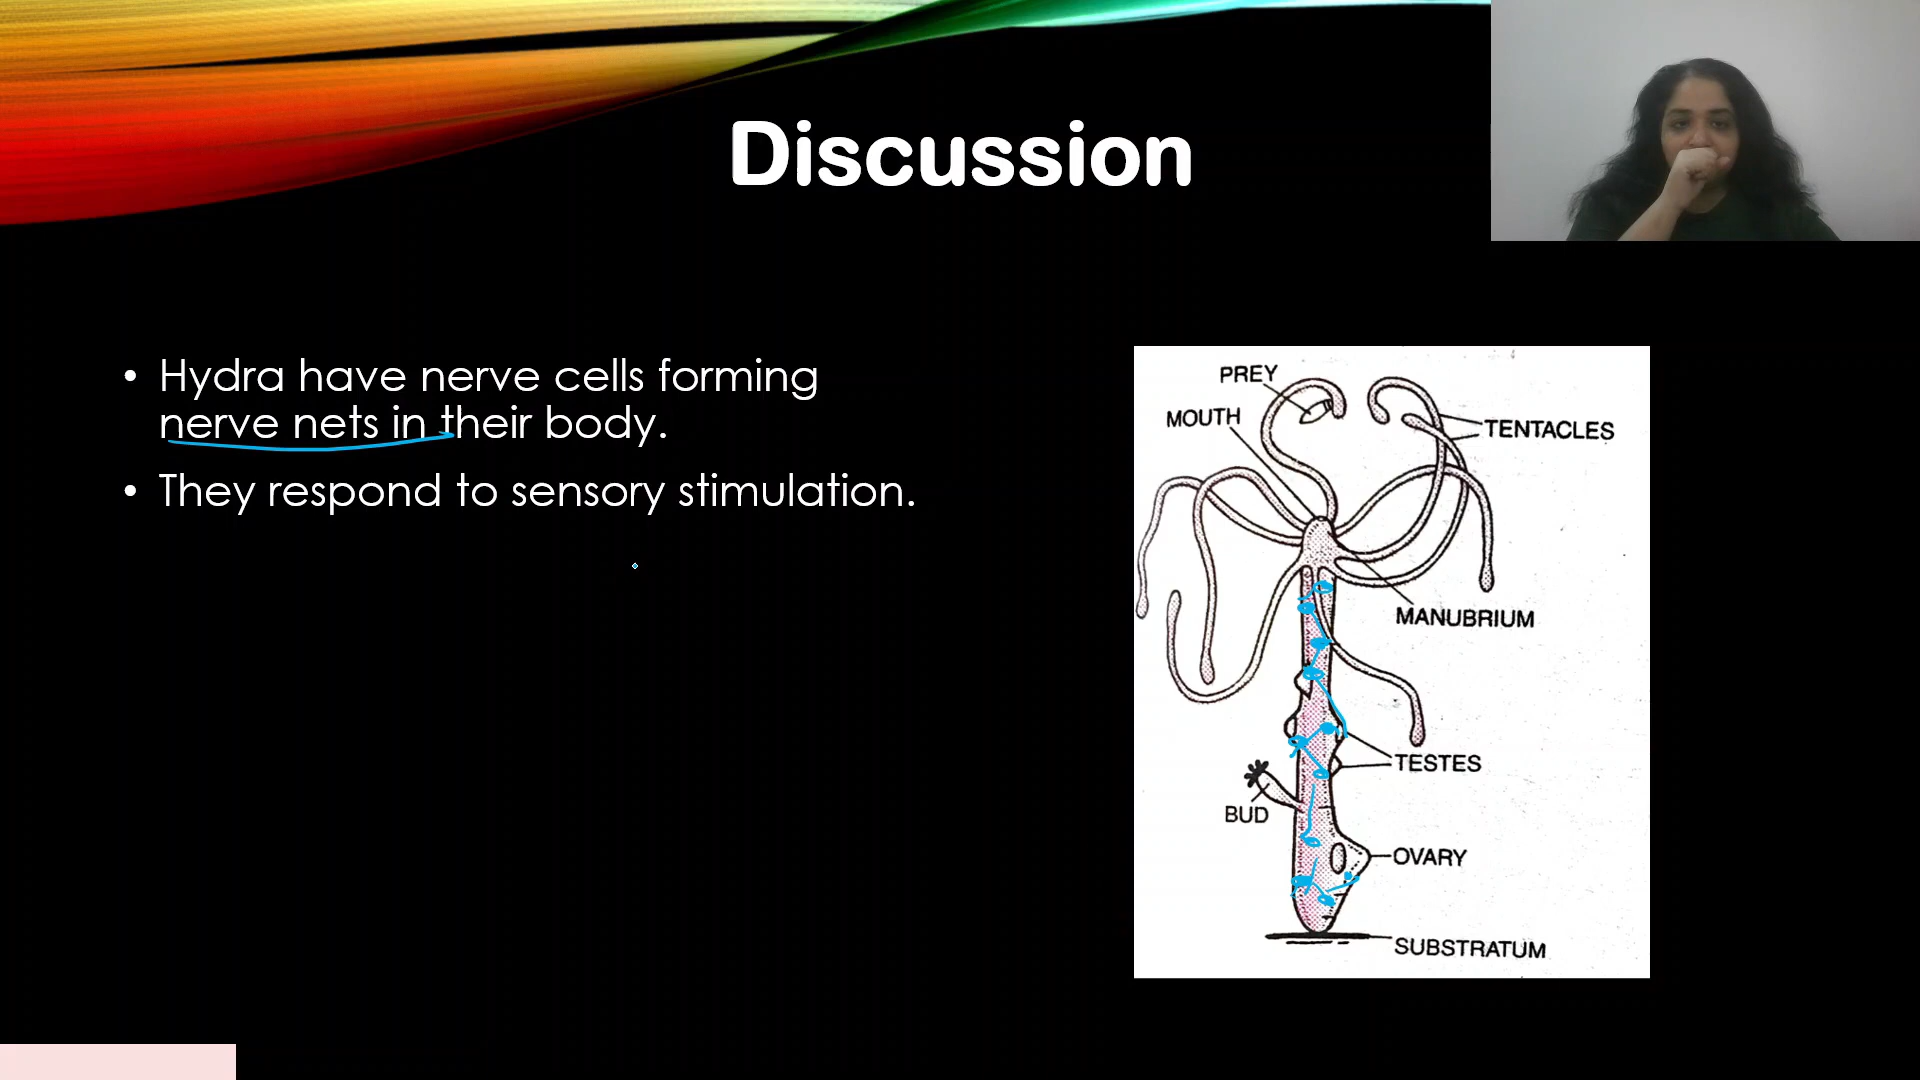 Discussion
• Hydra have nerve cells forming
nerve nets in their body.
• They respond to sensory stimulation.
PREY
MOUTH
TENTACLES
MANUBRIUM
TESTES
BUD
OVARY
SUBSTRATUM